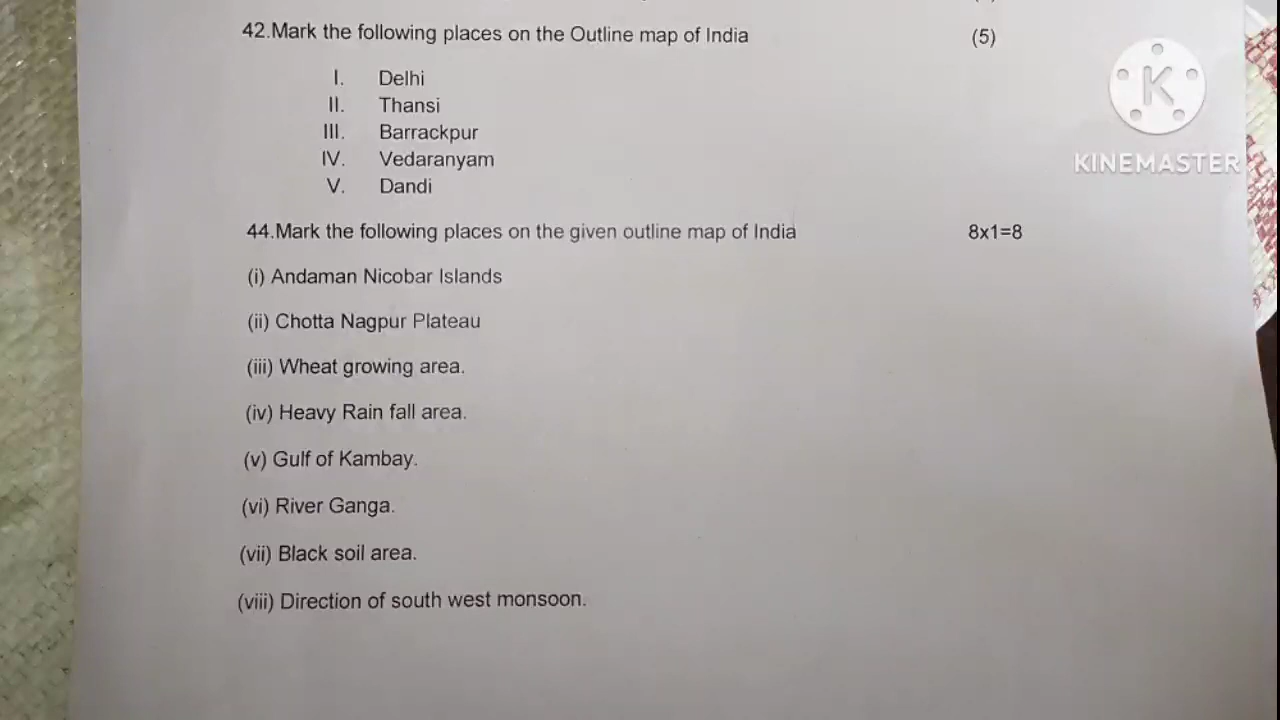 42.Mark the following places on the Outline map of India (5)
I. Delhi
II. Thansi
III. Barrackpur
IV. Vedaranyam
V. Dandi
K
KINEMASTER
44.Mark the following places on the given outline map of India 8x1=8
(i) Andaman Nicobar Islands
(ii) Chotta Nagpur Plateau
(iii) Wheat growing area.
(iv) Heavy Rain fall area.
(v) Gulf of Kambay.
(vi) River Ganga.
(vii) Black soil area.
(viii) Direction of south west monsoon.